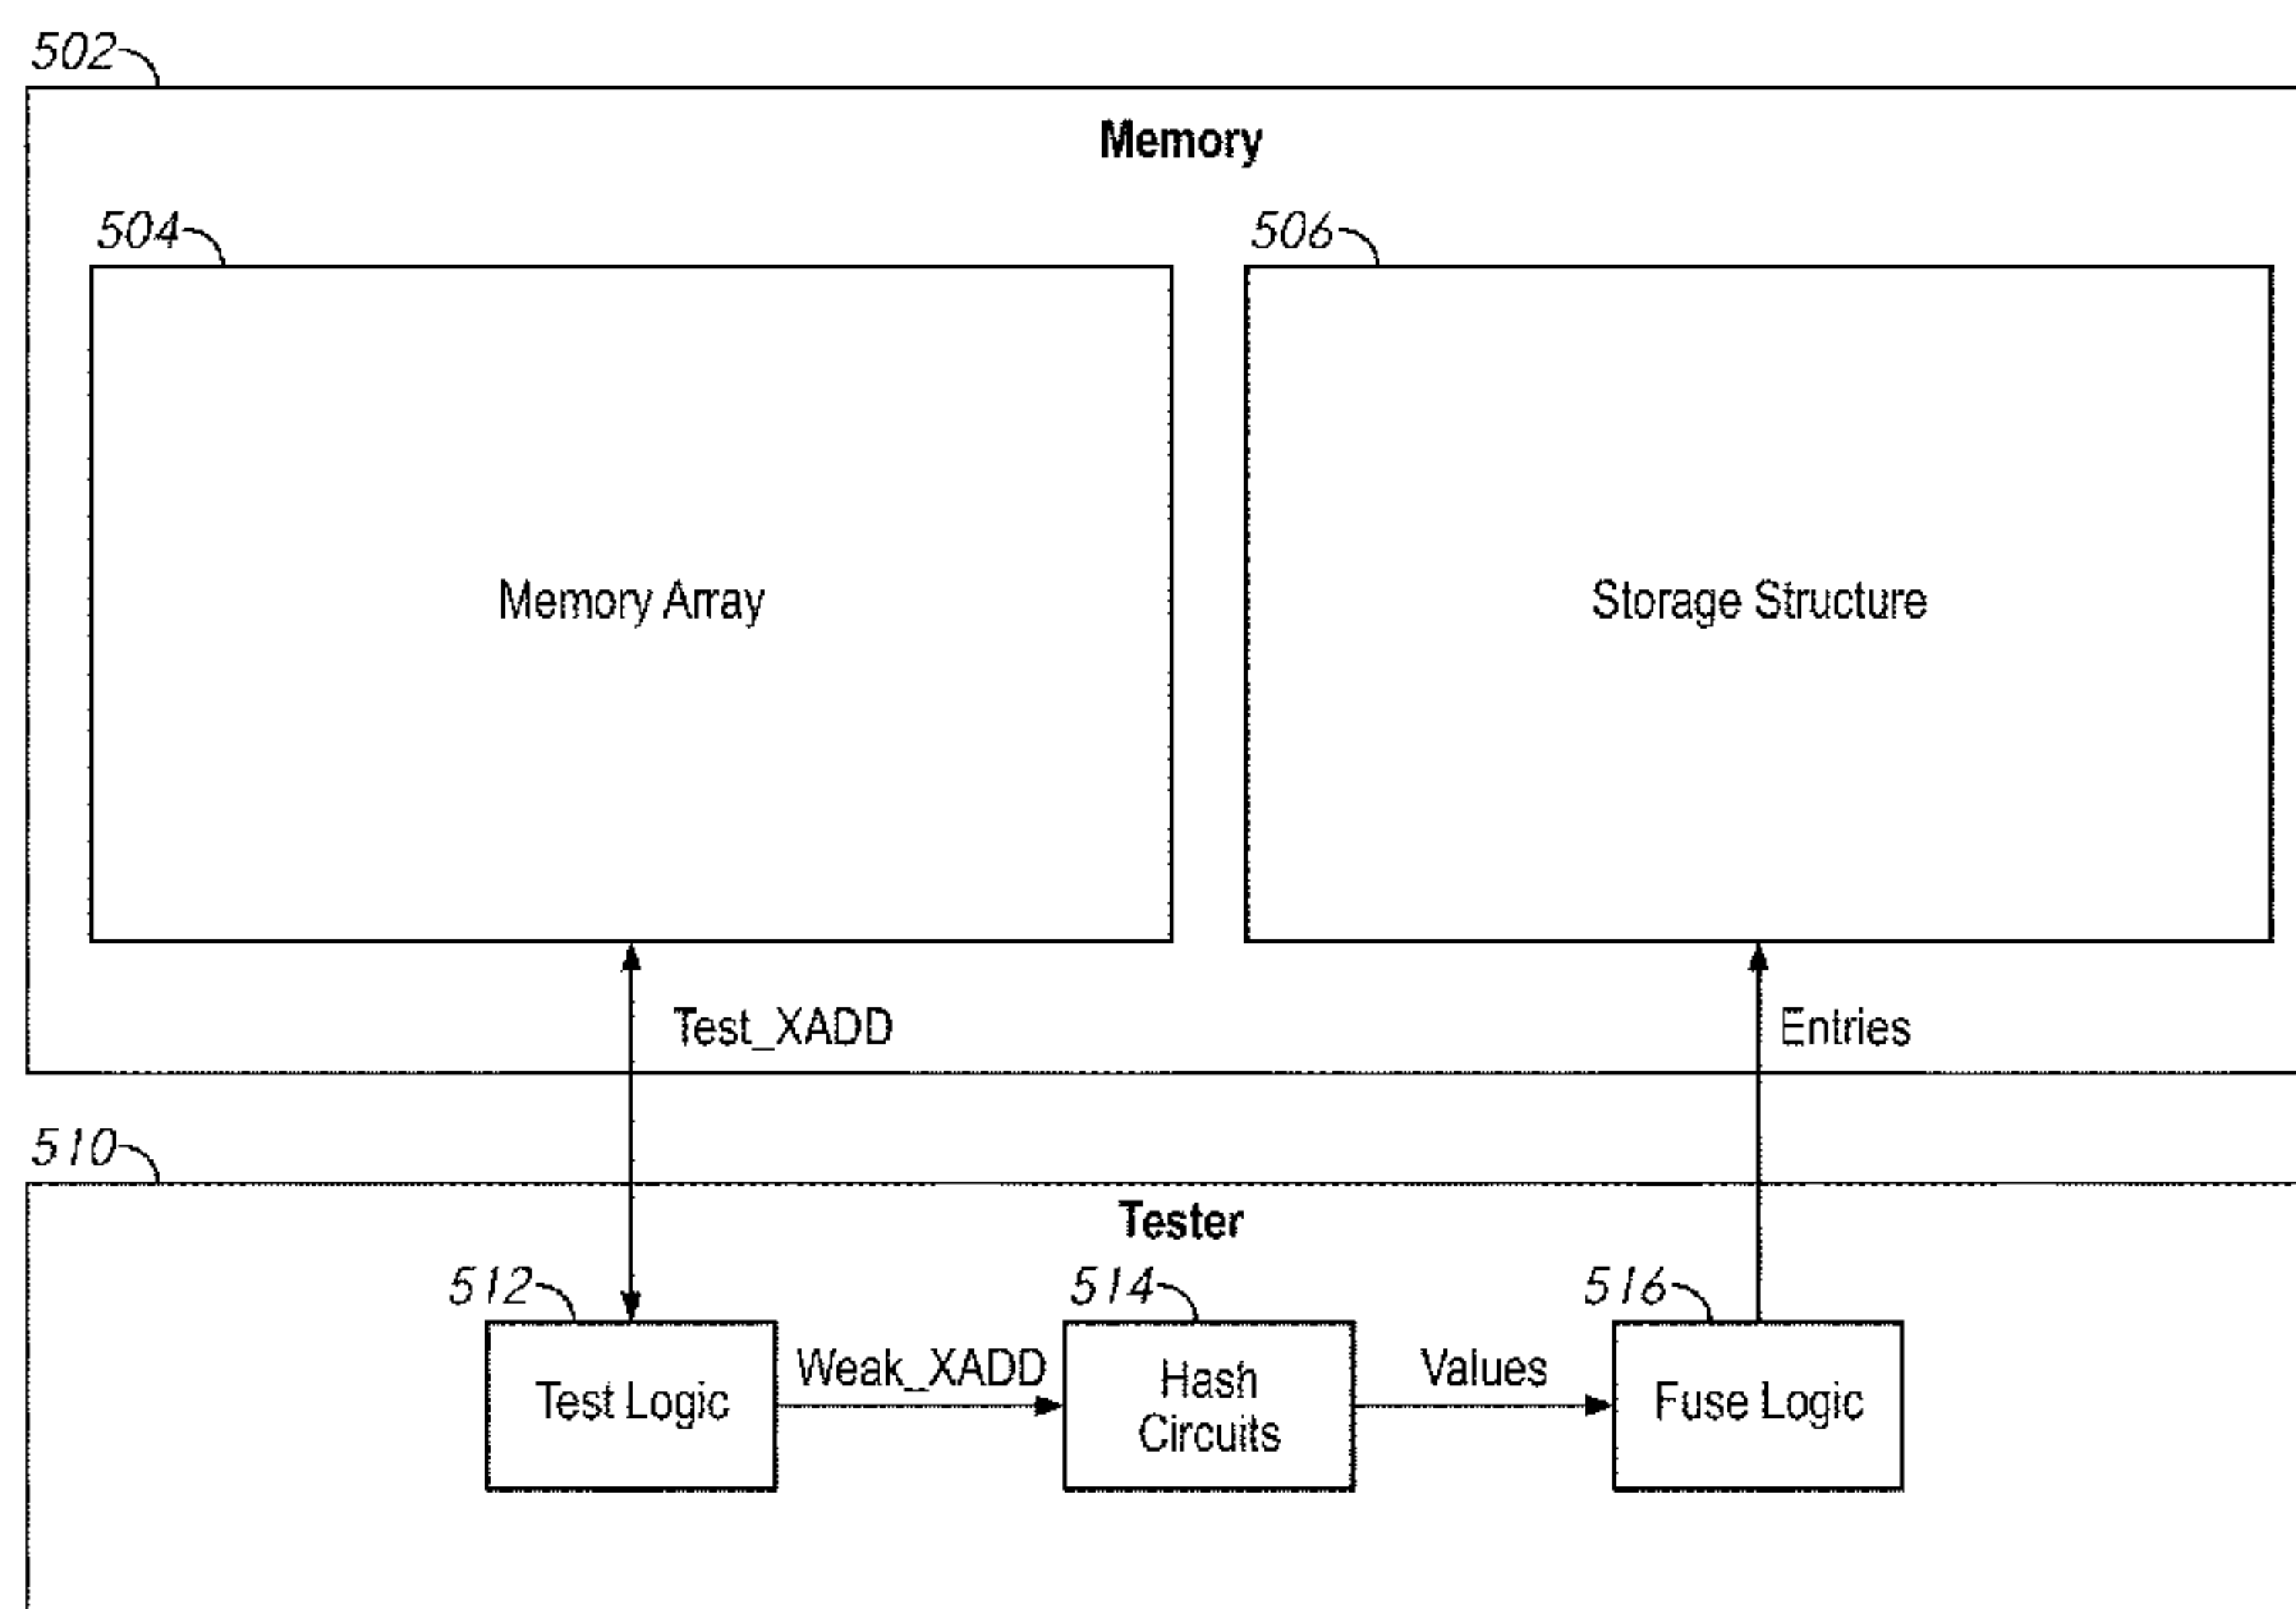 502
Memory
504
506
Memory Array
Storage Structure
Test_XADD
Entries
510
Tester
512
514
516
Test Logic
Weak_XADD
Hash
Circuits
Values
Fuse Logic